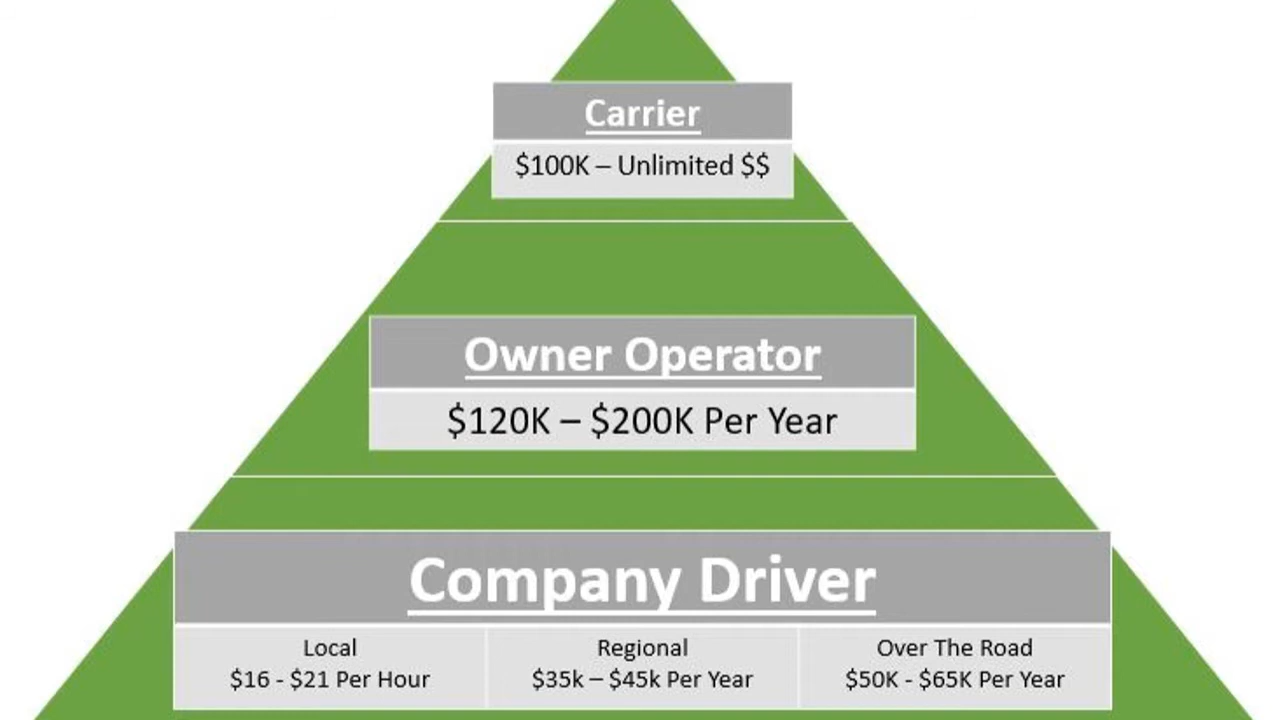 Carrier
$100K – Unlimited $$
Owner Operator
$120K – $200K Per Year
Company Driver
Local
$16 - $21 Per Hour
Regional
$35k – $45k Per Year
Over The Road
$50K - $65K Per Year